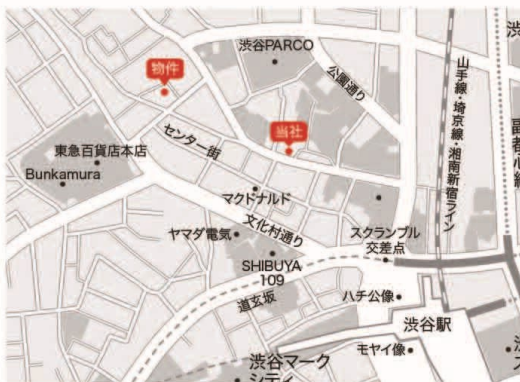 渋谷PARCO
物件
公園通り
当社
センター街
東急百貨店本店
Bunkamura
マクドナルド
文化村通り
ヤマダ電気
SHIBUYA
109
スクランブル
交差点
山手線・埼京線・湘南新宿ライン
副都心線
道玄坂
ハチ公像
渋谷駅
モヤイ像
渋谷マーク
シティ